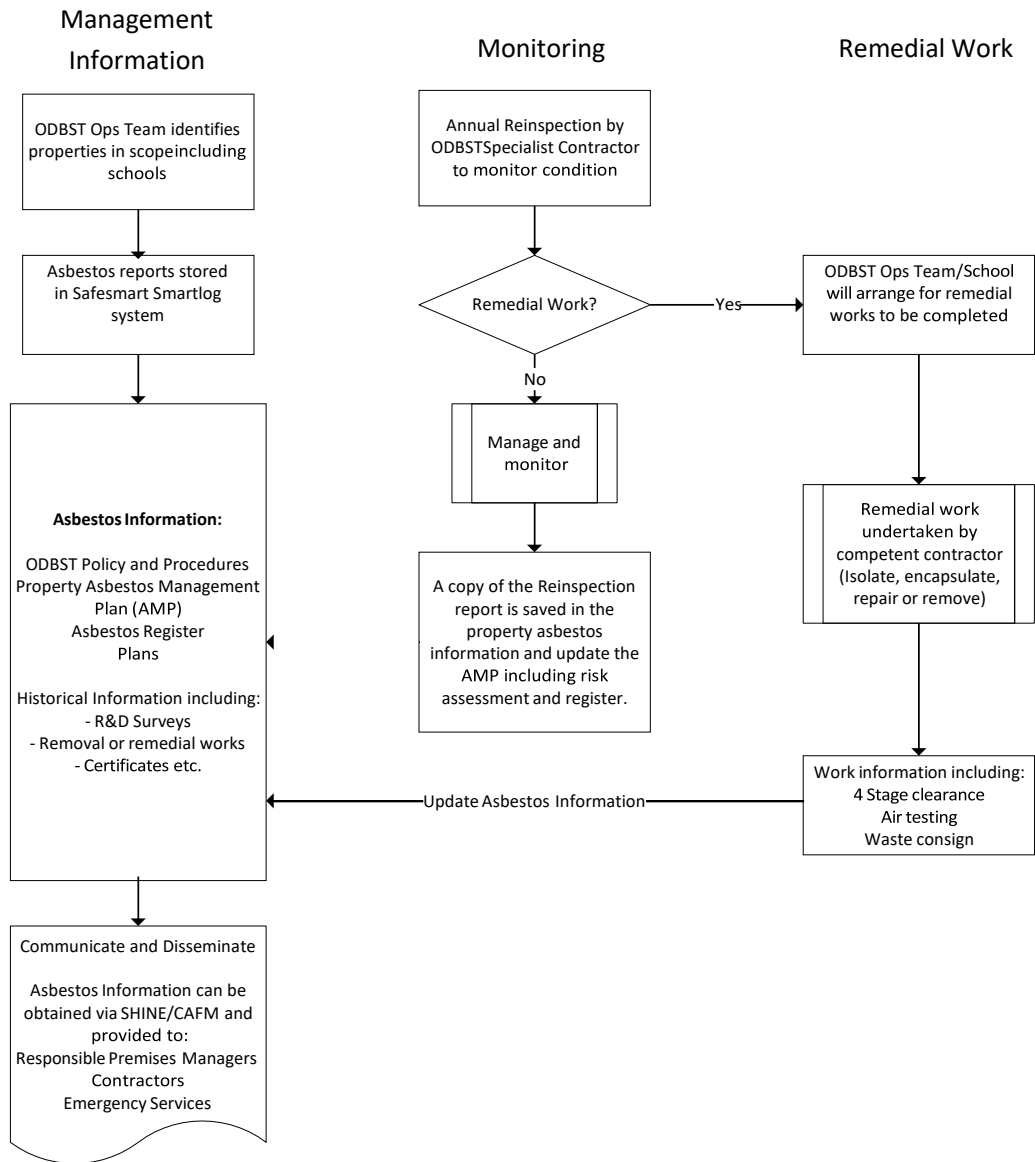 Management
Information
ODBST Ops Team identifies
properties in scopeincluding
schools
Asbestos reports stored
in Safesmart Smartlog
system
Asbestos Information:
ODBST Policy and Procedures
Property Asbestos Management
Plan (AMP)
Asbestos Register
Plans
Historical Information including:
- R&D Surveys
- Removal or remedial works
- Certificates etc.
Communicate and Disseminate
Asbestos Information can be
obtained via SHINE/CAFM and
provided to:
Responsible Premises Managers
Contractors
Emergency Services
Monitoring
Annual Reinspection by
ODBSTSpecialist Contractor
to monitor condition
Remedial Work?
Yes
No
Manage and
monitor
A copy of the Reinspection
report is saved in the
property asbestos
information and update the
AMP including risk
assessment and register.
Update Asbestos Information
Remedial Work
ODBST Ops Team/School
will arrange for remedial
works to be completed
Remedial work
undertaken by
competent contractor
(Isolate, encapsulate,
repair or remove)
Work information including:
4 Stage clearance
Air testing
Waste consign